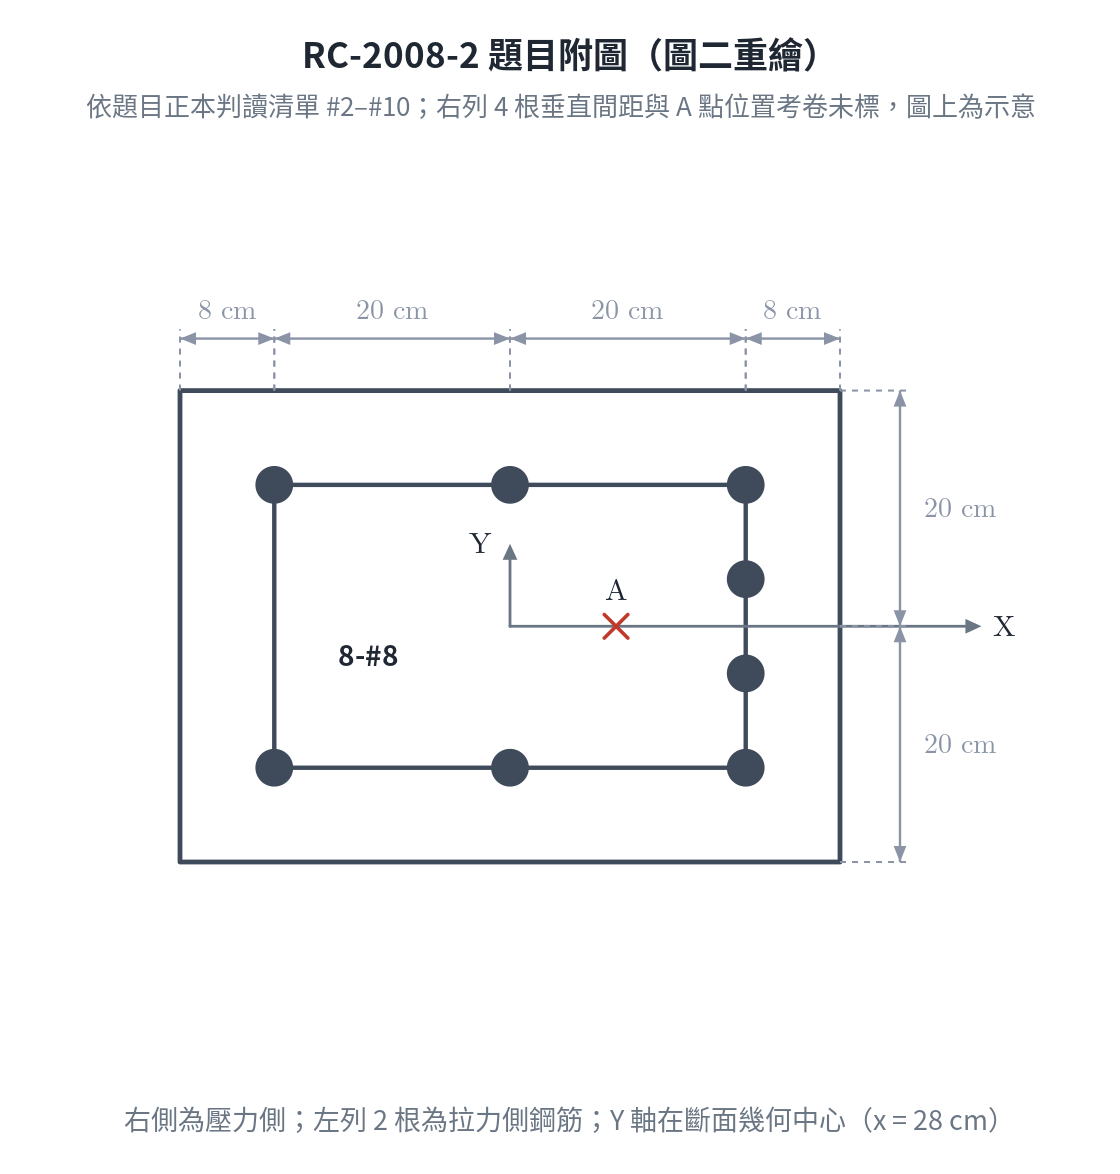 RC-2008-2 題目附圖（圖二重繪）
依題目正本判讀清單 #2–#10；右列 4 根垂直間距與 A 點位置考卷未標，圖上為示意
8 cm 20 cm 20 cm 8 cm
20 cm
Y
A
X
8-#8
20 cm
右側為壓力側；左列 2 根為拉力側鋼筋；Y 軸在斷面幾何中心（x = 28 cm）